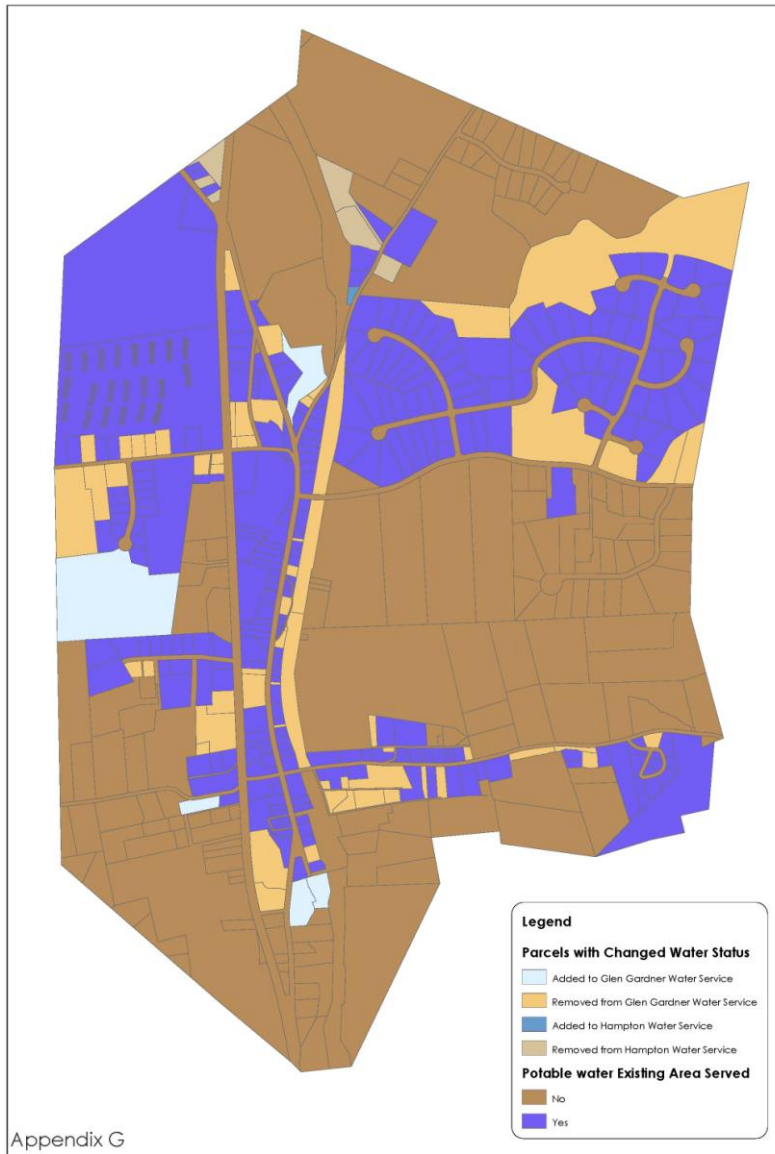 Legend
Parcels with Changed Water Status
Added to Glen Gardner Water Service
Removed from Glen Gardner Water Service
Added to Hampton Water Service
Removed from Hampton Water Service
Potable water Existing Area Served
No
Yes
Appendix G